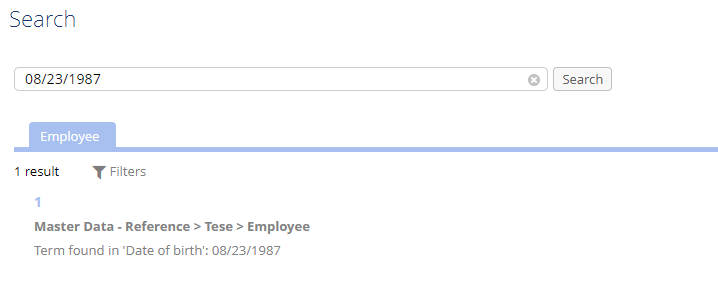 Search
08/23/1987
Search
Employee
1 result
Filters
1
Master Data - Reference > Tese > Employee
Term found in 'Date of birth': 08/23/1987